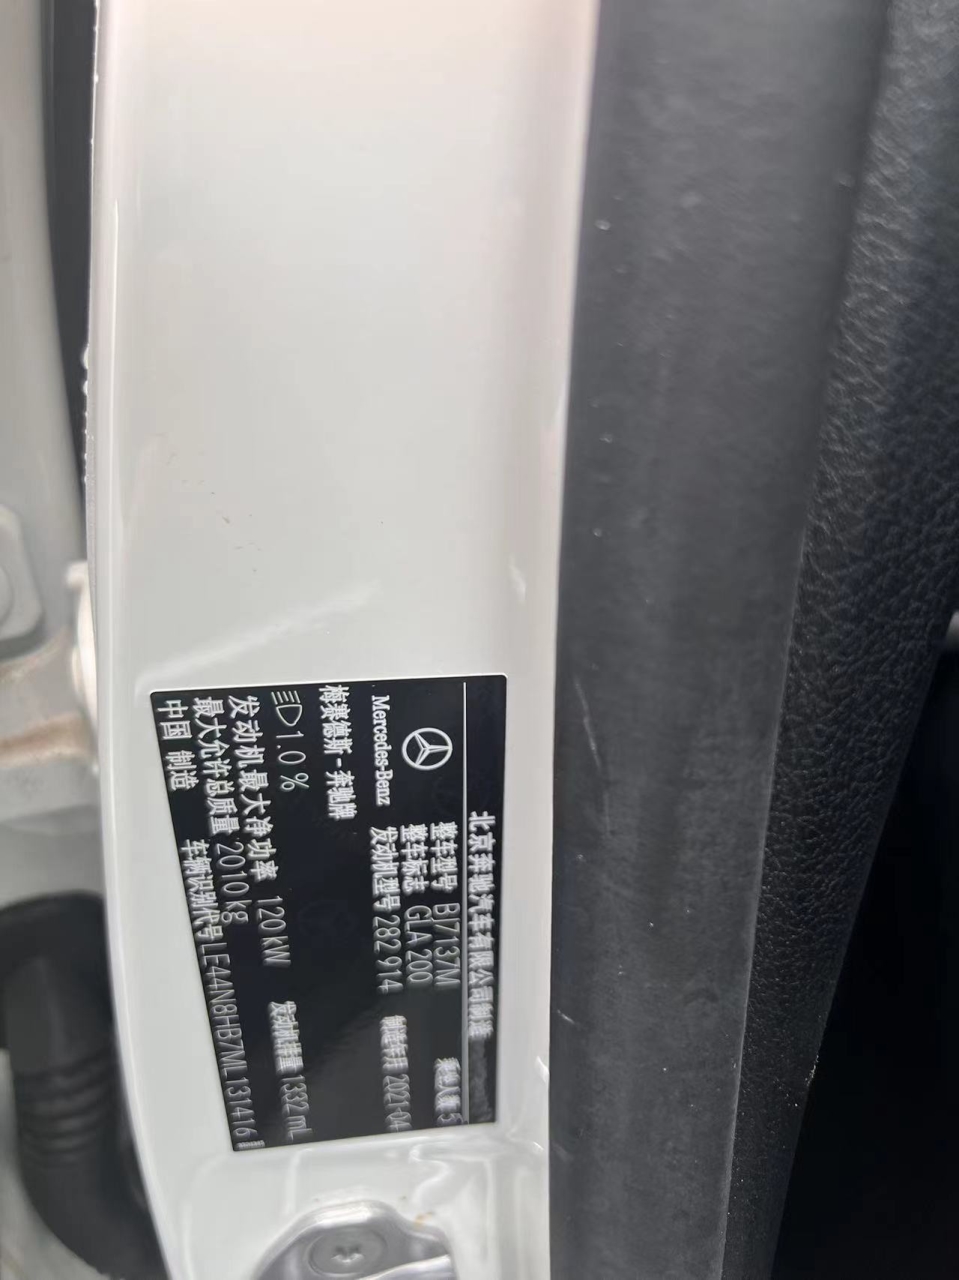 北京奔驰汽车有限公司制造
Mercedes-Benz
梅赛德斯-奔驰牌
整车型号 BJ7137M
乘坐人数 5
整车标志 GLA 200
发动机型号 282 914
制造年月 2021-04
1.0%
发动机最大净功率 120 kW
发动机排量 1332 mL
最大允许总质量 2010 kg
中国 制造
车辆识别代号 LE44N8HB7ML131416